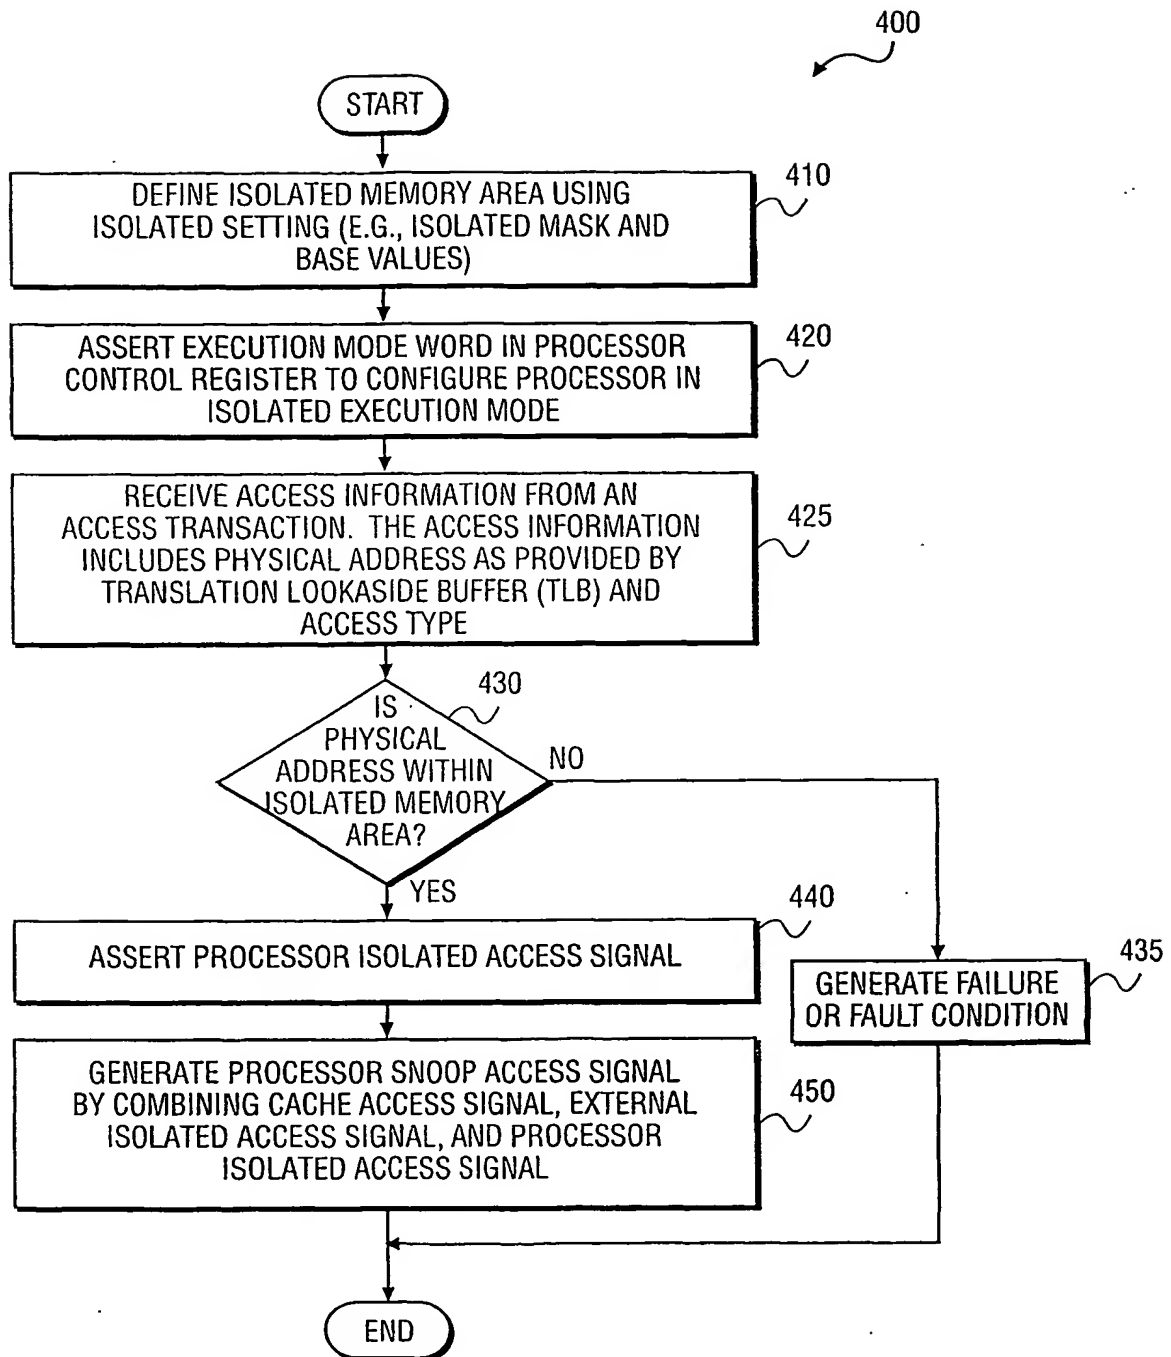 400
START
DEFINE ISOLATED MEMORY AREA USING
ISOLATED SETTING (E.G., ISOLATED MASK AND
BASE VALUES)
410
ASSERT EXECUTION MODE WORD IN PROCESSOR
CONTROL REGISTER TO CONFIGURE PROCESSOR IN
ISOLATED EXECUTION MODE
420
RECEIVE ACCESS INFORMATION FROM AN
ACCESS TRANSACTION. THE ACCESS INFORMATION
INCLUDES PHYSICAL ADDRESS AS PROVIDED BY
TRANSLATION LOOKASIDE BUFFER (TLB) AND
ACCESS TYPE
425
IS
PHYSICAL
ADDRESS WITHIN
ISOLATED MEMORY
AREA?
430
NO
YES
ASSERT PROCESSOR ISOLATED ACCESS SIGNAL
440
GENERATE FAILURE
OR FAULT CONDITION
435
GENERATE PROCESSOR SNOOP ACCESS SIGNAL
BY COMBINING CACHE ACCESS SIGNAL, EXTERNAL
ISOLATED ACCESS SIGNAL, AND PROCESSOR
ISOLATED ACCESS SIGNAL
450
END